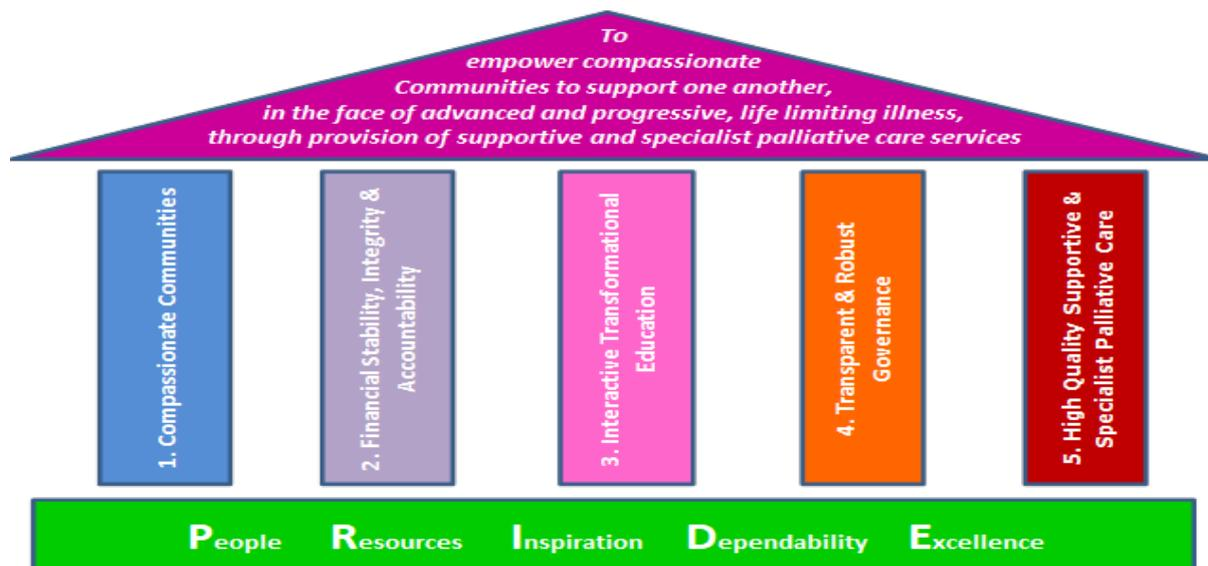 To
empower compassionate
Communities to support one another,
in the face of advanced and progressive, life limiting illness,
through provision of supportive and specialist palliative care services
1. Compassionate Communities
2. Financial Stability, Integrity &
Accountability
3. Interactive Transformational
Education
4. Transparent & Robust
Governance
5. High Quality Supportive &
Specialist Palliative Care
People Resources Inspiration Dependability Excellence